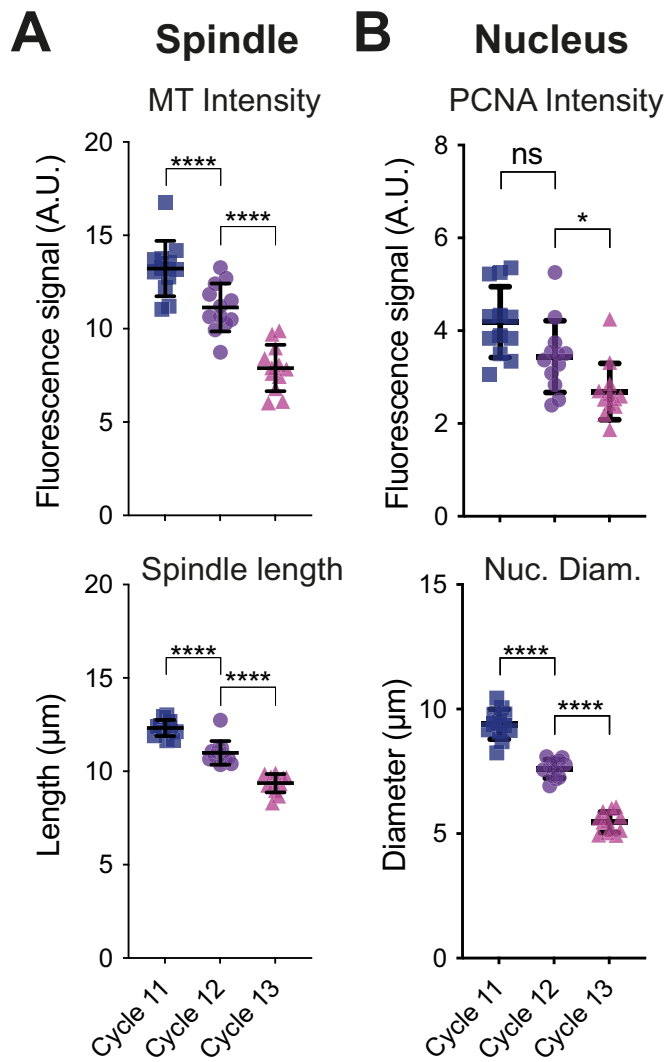 A Spindle
B Nucleus
MT Intensity
PCNA Intensity
Fluorescence signal (A.U.)
20
15
10
5
0
****
****
Fluorescence signal (A.U.)
8
6
4
2
0
ns
*
Spindle length
Nuc. Diam.
Length (µm)
20
15
10
5
0
****
****
Cycle 11
Cycle 12
Cycle 13
Diameter (µm)
15
10
5
0
****
****
Cycle 11
Cycle 12
Cycle 13